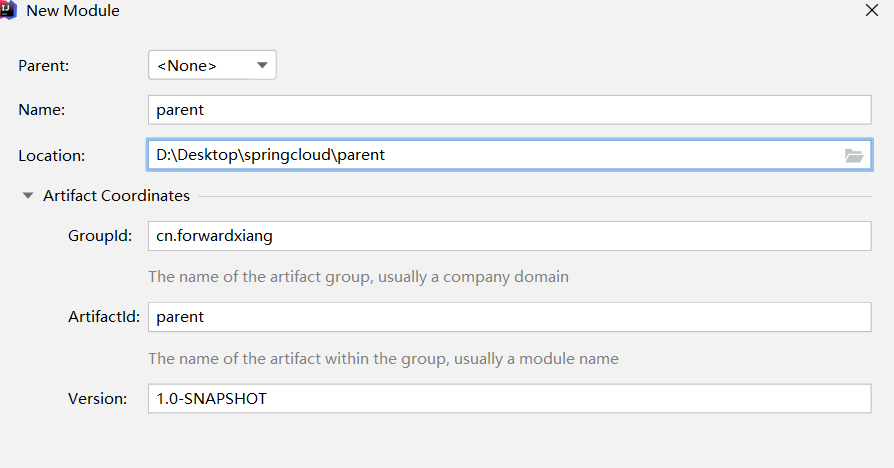 New Module
Parent: <None>
Name: parent
Location: D:\Desktop\springcloud\parent
Artifact Coordinates
GroupId: cn.forwardxiang
The name of the artifact group, usually a company domain
ArtifactId: parent
The name of the artifact within the group, usually a module name
Version: 1.0-SNAPSHOT